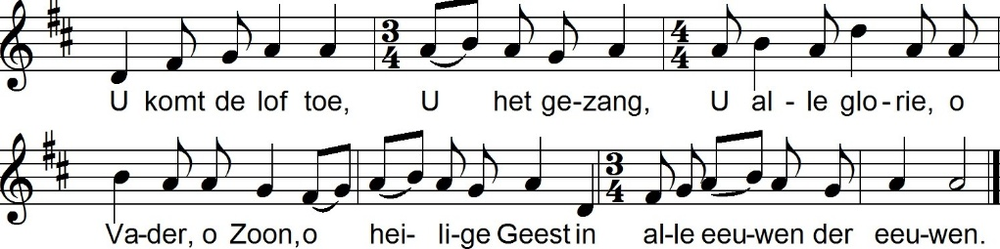 U komt de lof toe, U het ge-zang, U al - le glo - rie, o
Va-der, o Zoon, o hei- li-ge Geest in al-le eeu-wen der eeu-wen.